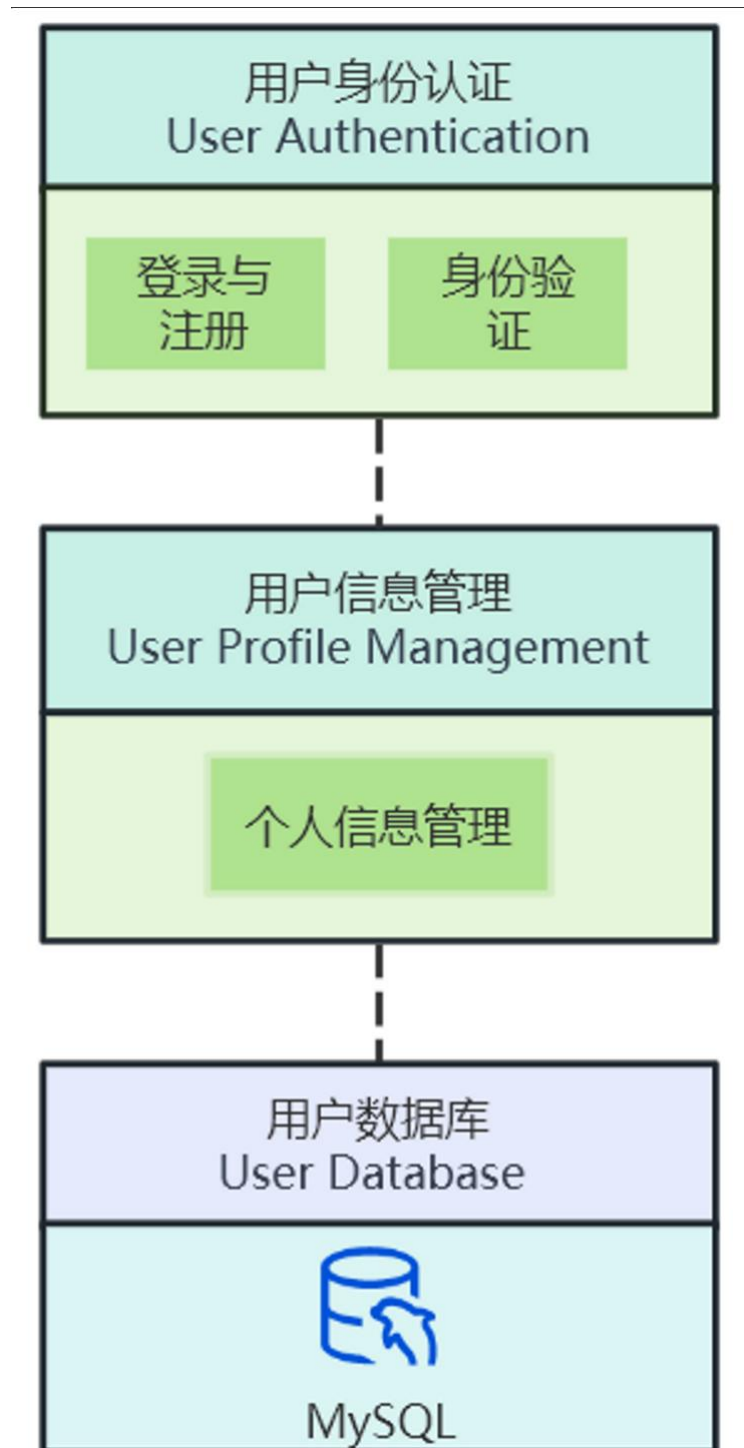 用户身份认证
User Authentication
登录与
注册
身份验
证
用户信息管理
User Profile Management
个人信息管理
用户数据库
User Database
MySQL